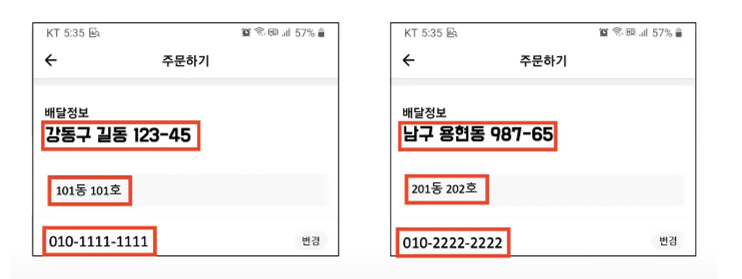 KT 5:35
57%
주문하기
배달정보
강동구 길동 123-45
101동 101호
010-1111-1111
변경
KT 5:35
57%
주문하기
배달정보
남구 용현동 987-65
201동 202호
010-2222-2222
변경